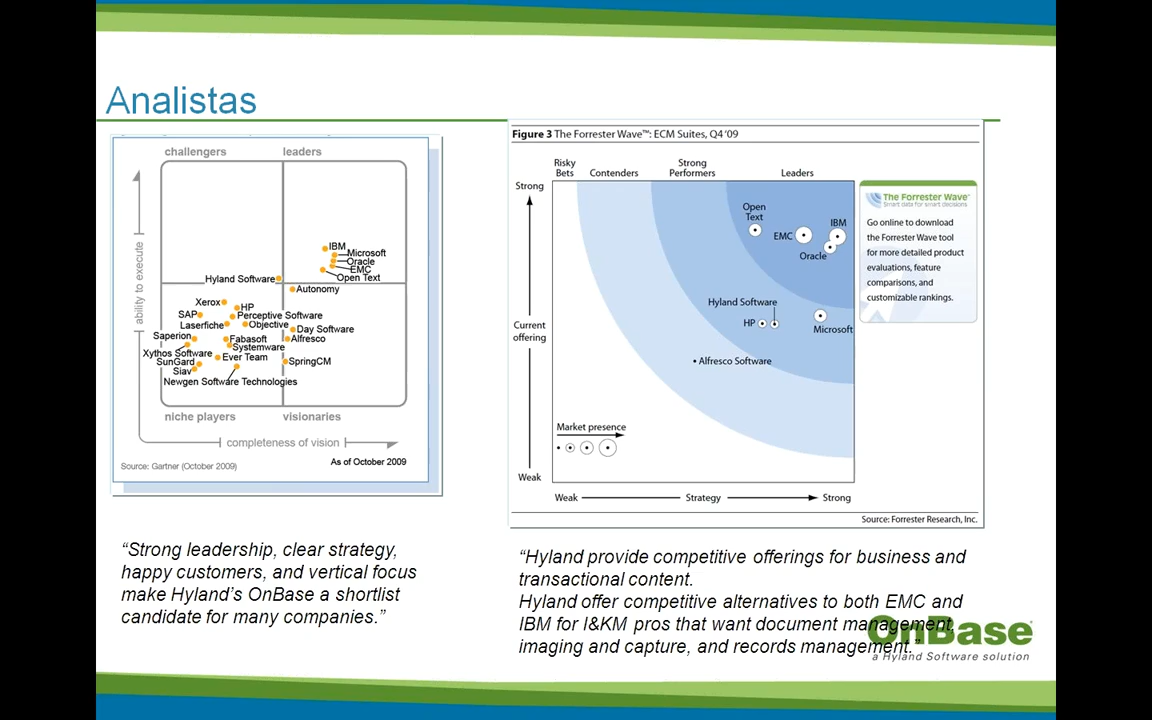 Analistas
challengers
leaders
ability to execute
IBM
Microsoft
Oracle
EMC
Open Text
Hyland Software
Autonomy
Xerox
HP
SAP
Perceptive Software
Laserfiche
Objective
Day Software
Saperion
Fabasoft
Alfresco
Systemware
Xythos Software
Ever Team
SunGard
SpringCM
Siav
Newgen Software Technologies
niche players
visionaries
completeness of vision
As of October 2009
Source: Gartner (October 2009)
“Strong leadership, clear strategy,
happy customers, and vertical focus
make Hyland’s OnBase a shortlist
candidate for many companies.”
Figure 3 The Forrester Wave™: ECM Suites, Q4 ’09
Risky
Bets
Contenders
Strong
Performers
Leaders
Strong
Current
offering
Weak
Open
Text
EMC
IBM
Oracle
Hyland Software
HP
Microsoft
Alfresco Software
Market presence
Weak
Strategy
Strong
The Forrester Wave™
Smart data for smart decisions
Go online to download
the Forrester Wave tool
for more detailed product
evaluations, feature
comparisons, and
customizable rankings.
Source: Forrester Research, Inc.
“Hyland provide competitive offerings for business and
transactional content.
Hyland offer competitive alternatives to both EMC and
IBM for I&KM pros that want document management,
imaging and capture, and records management.”
OnBase
a Hyland Software solution